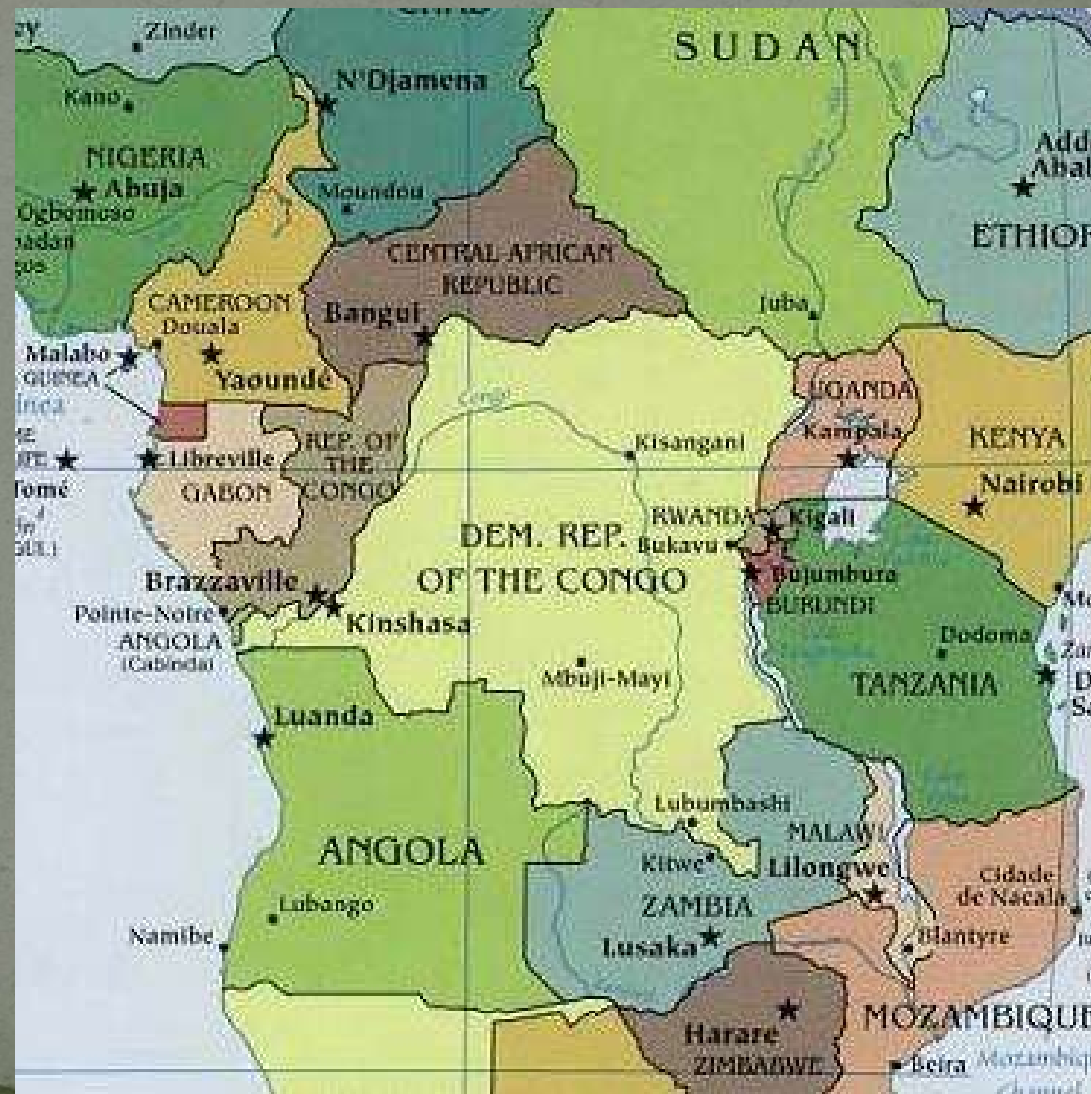 Zinder
SUDAN
N'Djamena
Kano
NIGERIA
Abuja
Moundou
Ogbomoso
CENTRAL AFRICAN
REPUBLIC
ETHIOP
CAMEROON
Douala
Bangui
Juba
Malabo
GUINEA
Yaoundé
UGANDA
Congo
Kampala
KENYA
Kisangani
REP. OF
THE
CONGO
Libreville
GABON
Nairobi
RWANDA
Kigali
DEM. REP.
OF THE CONGO
Bukavu
Bujumbura
BURUNDI
Brazzaville
Pointe-Noire
Kinshasa
ANGOLA
(Cabinda)
Dodoma
Mbuji-Mayi
TANZANIA
Luanda
Lubumbashi
MALAWI
ANGOLA
Kitwe
Lilongwe
Cidade
de Nacala
Lubango
ZAMBIA
Namibe
Lusaka
Blantyre
MOZAMBIQUE
Harare
ZIMBABWE
Beira
Channel